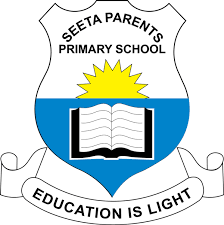 SEETA PARENTS
PRIMARY SCHOOL
EDUCATION IS LIGHT